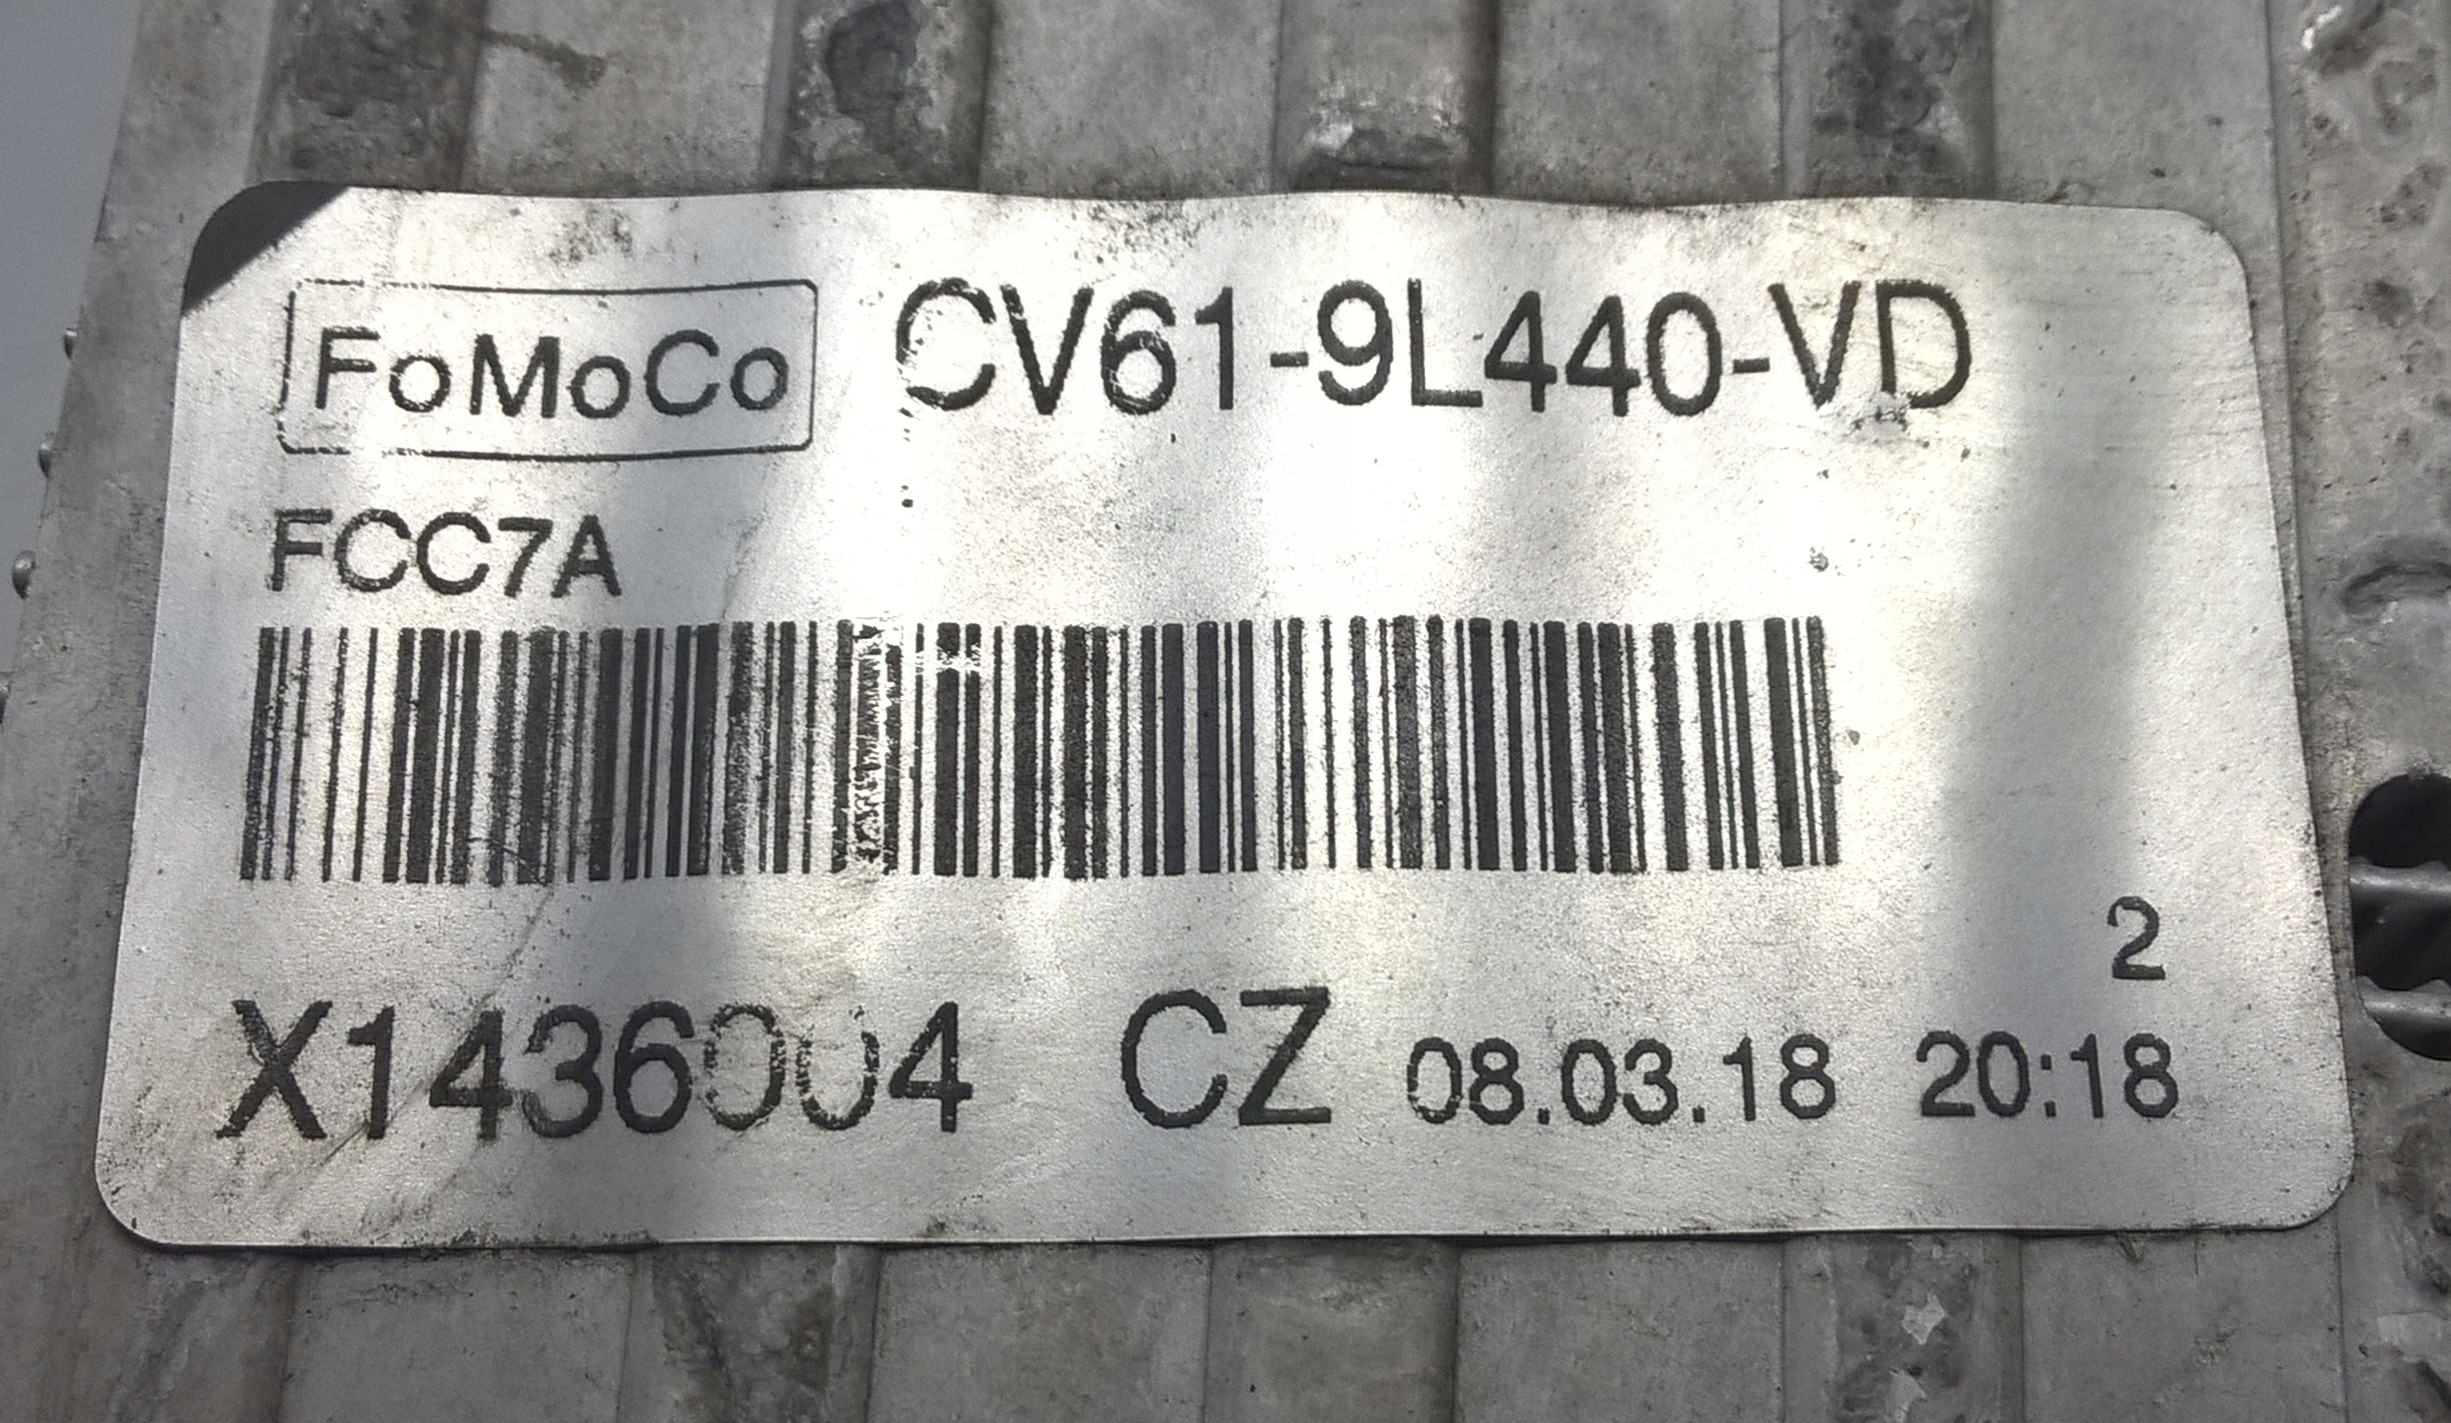 FoMoCo CV61-9L440-VD
FCC7A
2
X1436004 CZ 08.03.18 20:18